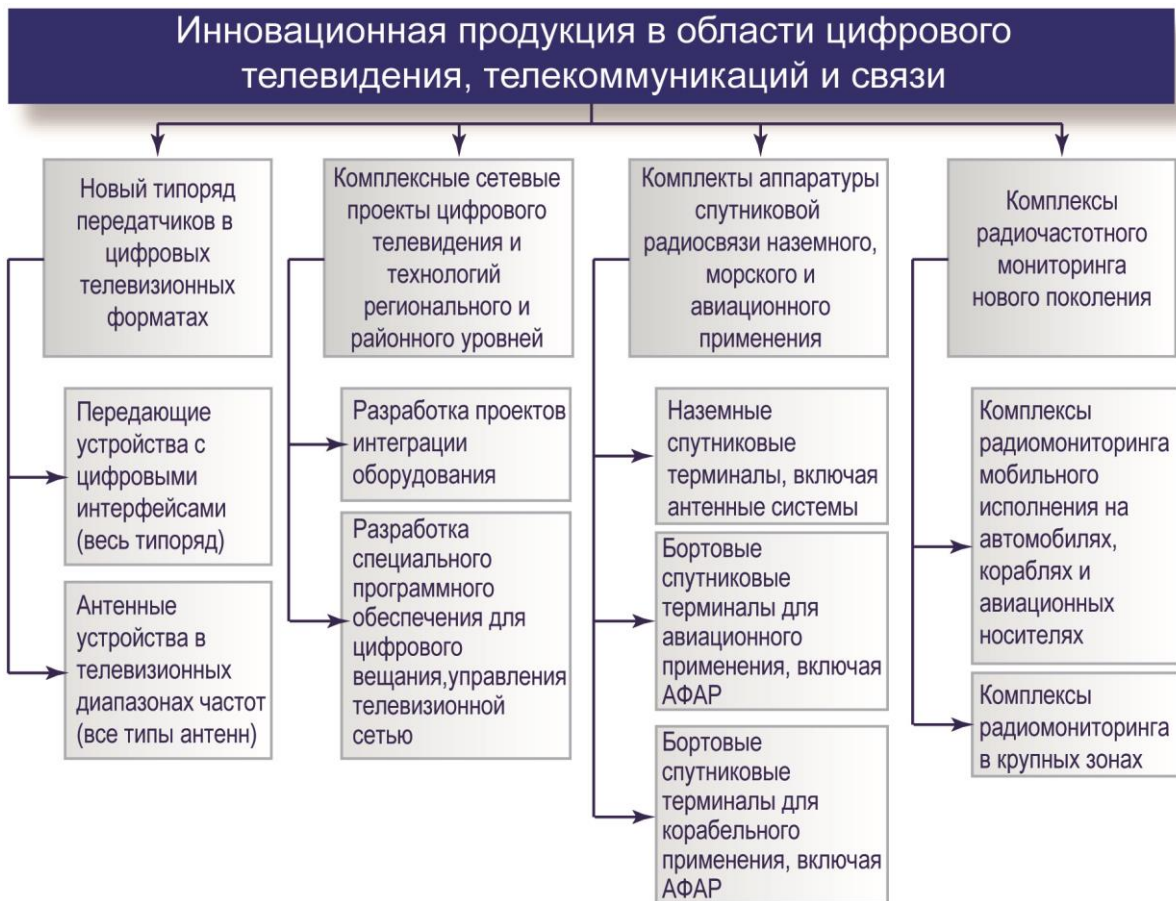 Инновационная продукция в области цифрового
телевидения, телекоммуникаций и связи
Новый типоряд
передатчиков в
цифровых
телевизионных
форматах
Передающие
устройства с
цифровыми
интерфейсами
(весь типоряд)
Антенные
устройства в
телевизионных
диапазонах частот
(все типы антенн)
Комплексные сетевые
проекты цифрового
телевидения и
технологий
регионального и
районного уровней
Разработка проектов
интеграции
оборудования
Разработка
специального
программного
обеспечения для
цифрового
вещания,управления
телевизионной
сетью
Комплекты аппаратуры
спутниковой
радиосвязи наземного,
морского и
авиационного
применения
Наземные
спутниковые
терминалы, включая
антенные системы
Бортовые
спутниковые
терминалы для
авиационного
применения, включая
АФАР
Бортовые
спутниковые
терминалы для
корабельного
применения, включая
АФАР
Комплексы
радиочастотного
мониторинга
нового поколения
Комплексы
радиомониторинга
мобильного
исполнения на
автомобилях,
кораблях и
авиационных
носителях
Комплексы
радиомониторинга
в крупных зонах